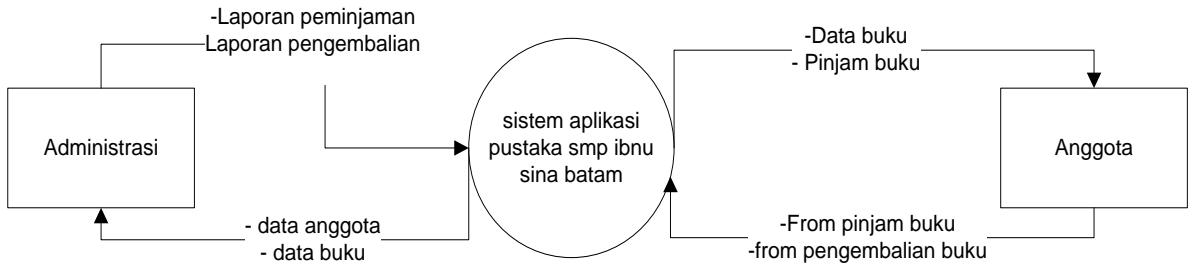 -Laporan peminjaman
Laporan pengembalian
Administrasi
- data anggota
- data buku
sistem aplikasi
pustaka smp ibnu
sina batam
-Data buku
- Pinjam buku
Anggota
-From pinjam buku
-from pengembalian buku